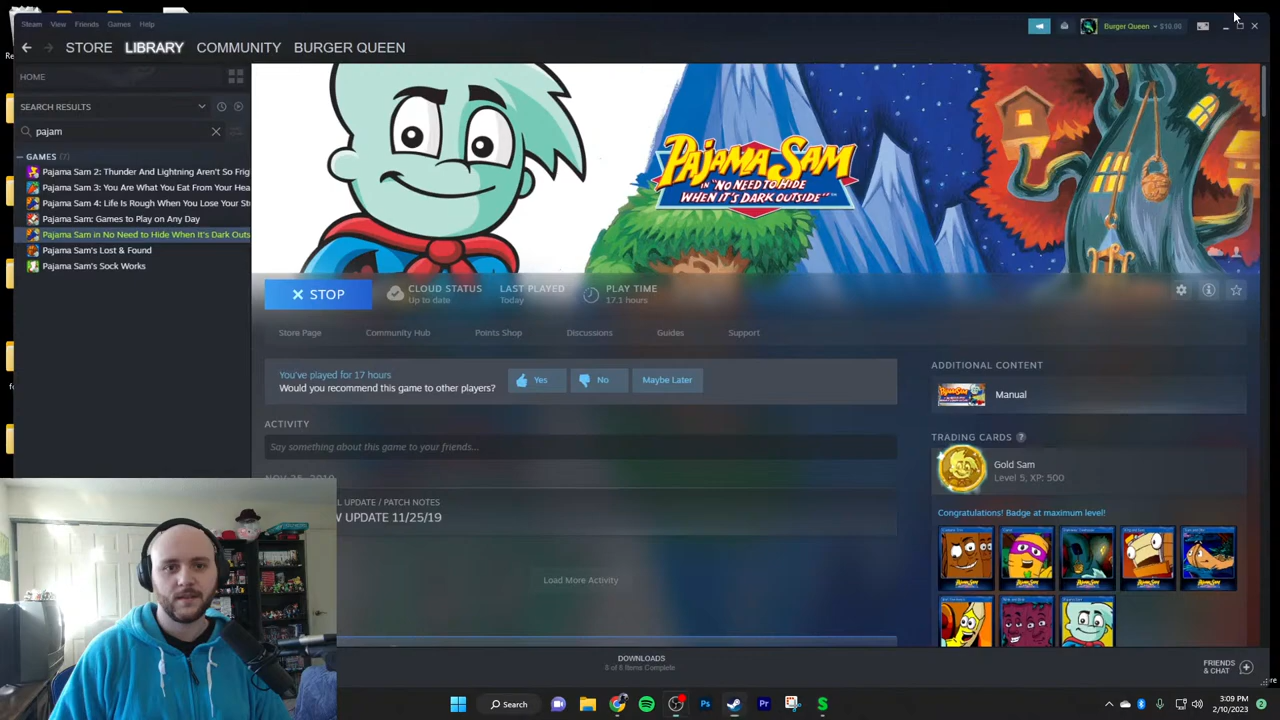 Steam View Friends Games Help
Burger Queen $10.00
STORE LIBRARY COMMUNITY BURGER QUEEN
HOME
SEARCH RESULTS
pajam
GAMES (7)
Pajama Sam 2: Thunder And Lightning Aren't So Frig
Pajama Sam 3: You Are What You Eat From Your Hea
Pajama Sam 4: Life Is Rough When You Lose Your St
Pajama Sam: Games to Play on Any Day
Pajama Sam in No Need to Hide When It's Dark Outs
Pajama Sam's Lost & Found
Pajama Sam's Sock Works
PAJAMA SAM
IN "NO NEED TO HIDE
WHEN IT'S DARK OUTSIDE"
STOP
CLOUD STATUS
Up to date
LAST PLAYED
Today
PLAY TIME
17.1 hours
Store Page Community Hub Points Shop Discussions Guides Support
You've played for 17 hours
Would you recommend this game to other players?
Yes No Maybe Later
ACTIVITY
Say something about this game to your friends...
UPDATE / PATCH NOTES
UPDATE 11/25/19
Load More Activity
ADDITIONAL CONTENT
Manual
TRADING CARDS ?
Gold Sam
Level 5, XP: 500
Congratulations! Badge at maximum level!
DOWNLOADS
Items Complete
FRIENDS
& CHAT
Search
3:09 PM
2/10/2023